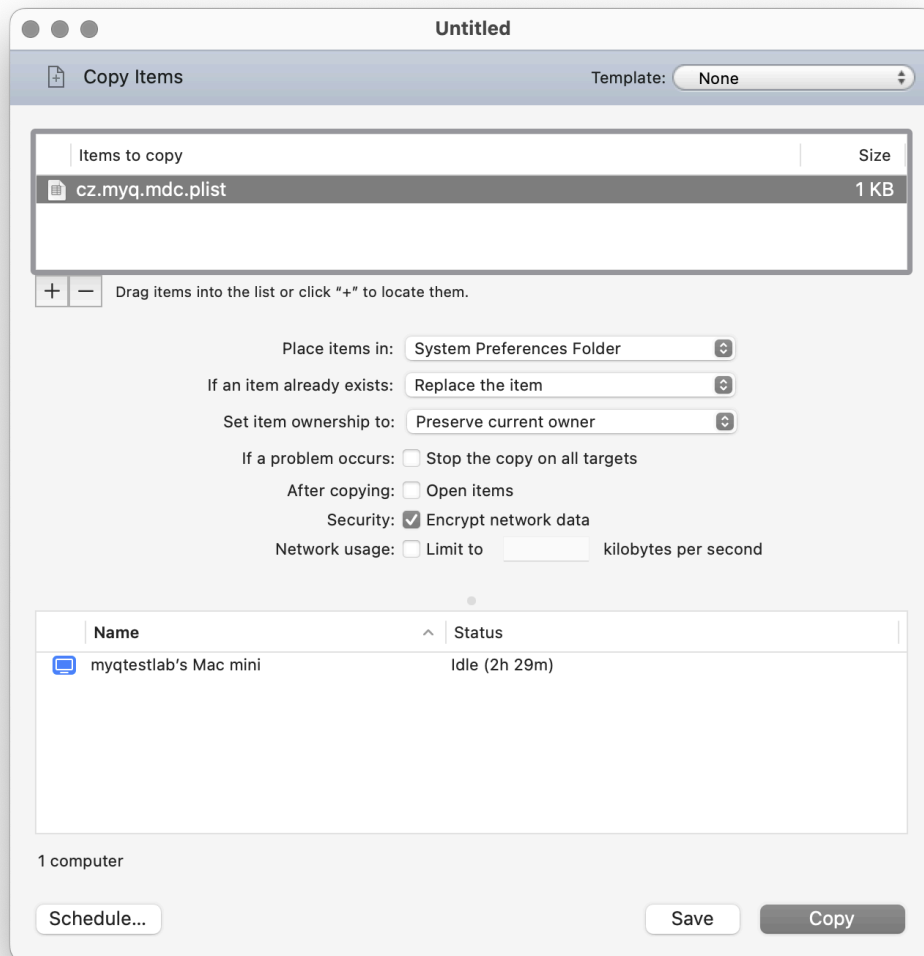 Untitled
Copy Items
Template: None
Items to copy Size
cz.myq.mdc.plist 1 KB
+ − Drag items into the list or click "+" to locate them.
Place items in: System Preferences Folder
If an item already exists: Replace the item
Set item ownership to: Preserve current owner
If a problem occurs: Stop the copy on all targets
After copying: Open items
Security: Encrypt network data
Network usage: Limit to kilobytes per second
Name Status
myqtestlab's Mac mini Idle (2h 29m)
1 computer
Schedule... Save Copy